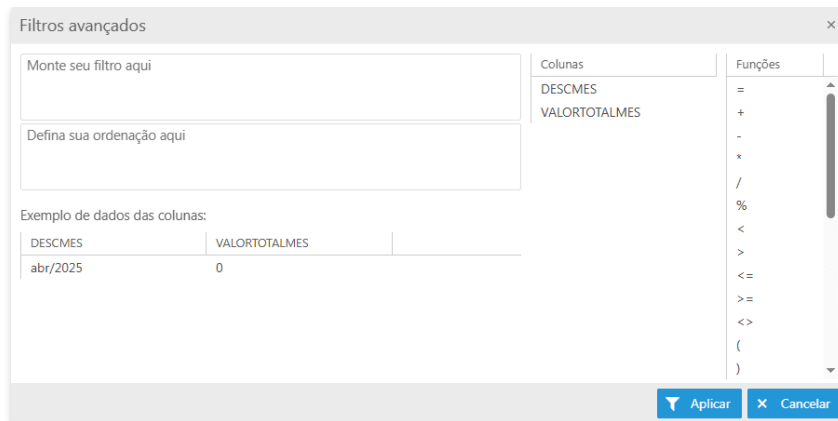 Filtros avançados ×
Monte seu filtro aqui
Defina sua ordenação aqui
Exemplo de dados das colunas:
DESCMES VALORTOTALMES
abr/2025 0
Colunas
DESCMES
VALORTOTALMES
Funções
=
+
-
*
/
%
<
>
<=
>=
<>
(
)
Aplicar × Cancelar